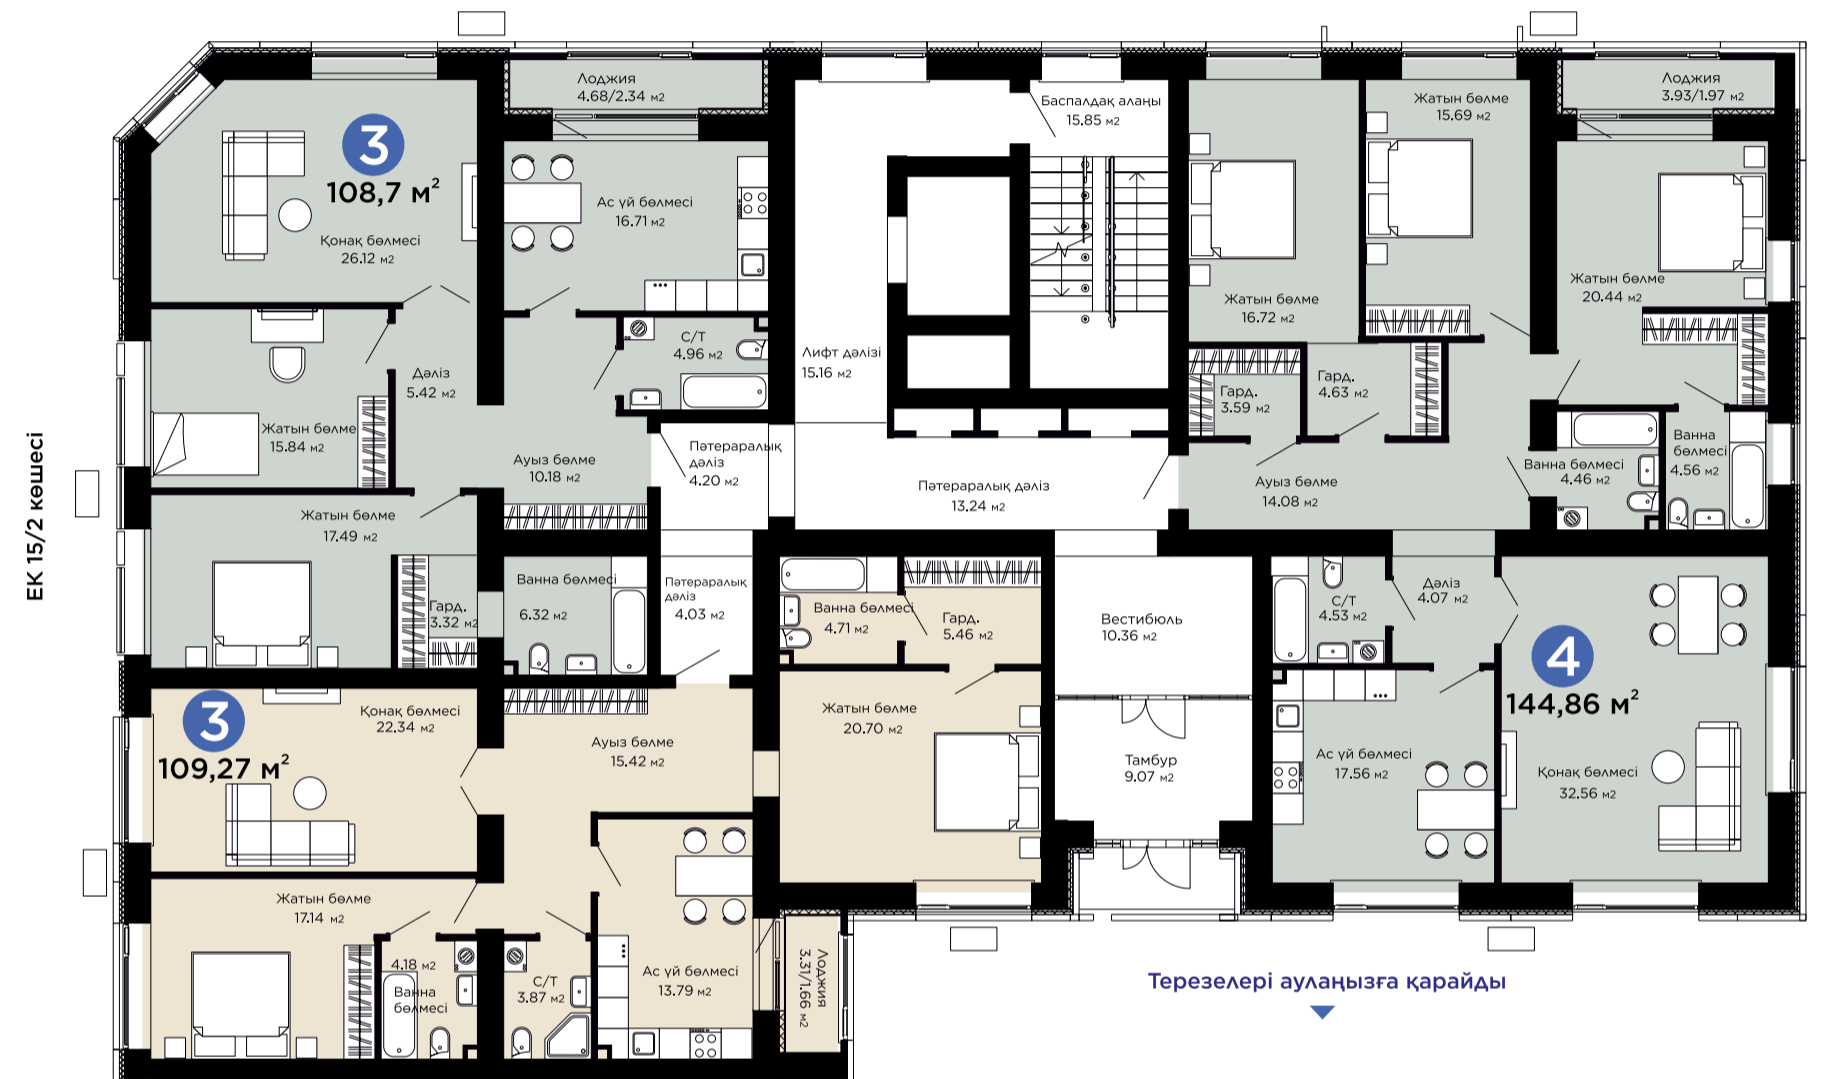 Лоджия
4.68/2.34 м2
3
108,7 м²
Қонақ бөлмесі
26.12 м2
Ас үй бөлмесі
16.71 м2
Баспалдақ алаңы
15.85 м2
Жатын бөлме
15.69 м2
Лоджия
3.93/1.97 м2
Жатын бөлме
16.72 м2
Жатын бөлме
20.44 м2
С/Т
4.96 м2
Лифт дәлізі
15.16 м2
Дәліз
5.42 м2
Гард.
3.59 м2
Гард.
4.63 м2
Жатын бөлме
15.84 м2
Ауыз бөлме
10.18 м2
Пәтераралық
дәліз
4.20 м2
Пәтераралық дәліз
13.24 м2
Ауыз бөлме
14.08 м2
Ванна бөлмесі
4.46 м2
Ванна
бөлмесі
4.56 м2
ЕК 15/2 көшесі
Жатын бөлме
17.49 м2
Гард.
3.32 м2
Ванна бөлмесі
6.32 м2
Пәтераралық
дәліз
4.03 м2
Ванна бөлмесі
4.71 м2
Гард.
5.46 м2
Вестибюль
10.36 м2
С/Т
4.53 м2
Дәліз
4.07 м2
4
144,86 м²
3
109,27 м²
Қонақ бөлмесі
22.34 м2
Ауыз бөлме
15.42 м2
Жатын бөлме
20.70 м2
Тамбур
9.07 м2
Ас үй бөлмесі
17.56 м2
Қонақ бөлмесі
32.56 м2
Жатын бөлме
17.14 м2
4.18 м2
Ванна
бөлмесі
С/Т
3.87 м2
Ас үй бөлмесі
13.79 м2
Лоджия
3.31/1.66 м2
Терезелері аулаңызға қарайды